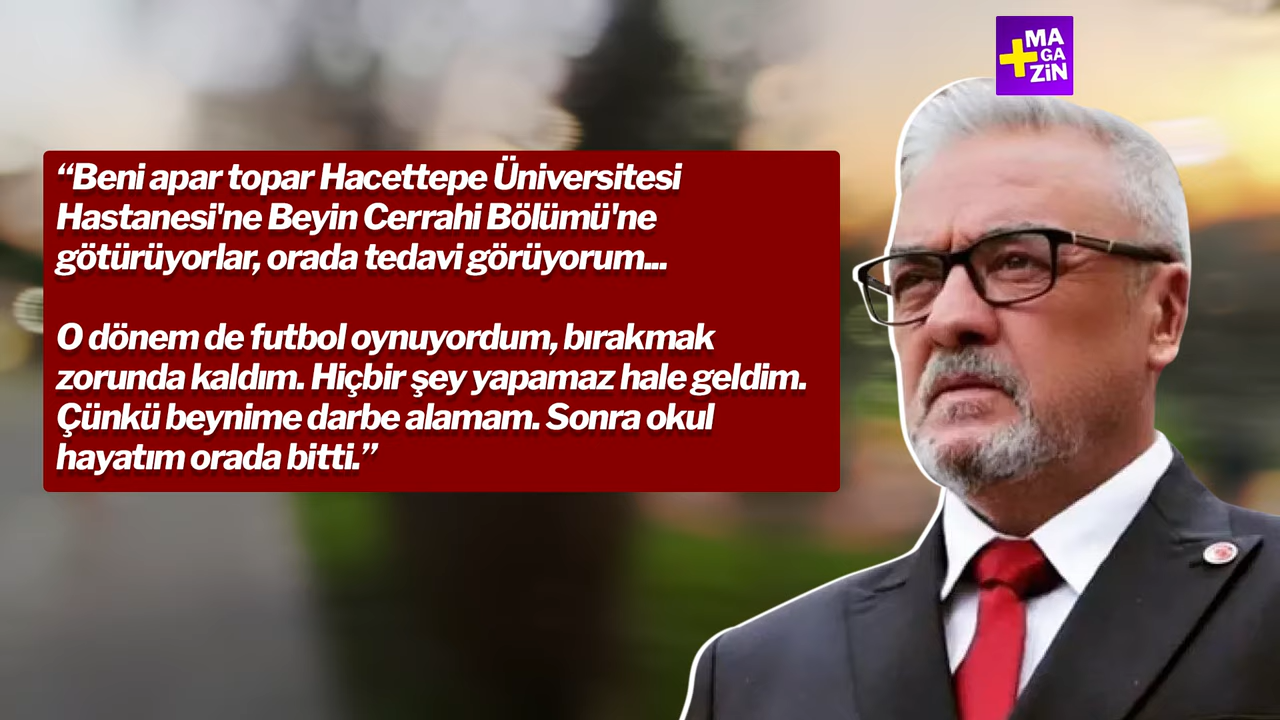 +MA
GA
ZiN
“Beni apar topar Hacettepe Üniversitesi
Hastanesi'ne Beyin Cerrahi Bölümü'ne
götürüyorlar, orada tedavi görüyorum...
O dönem de futbol oynuyordum, bırakmak
zorunda kaldım. Hiçbir şey yapamaz hale geldim.
Çünkü beynime darbe alamam. Sonra okul
hayatım orada bitti.”